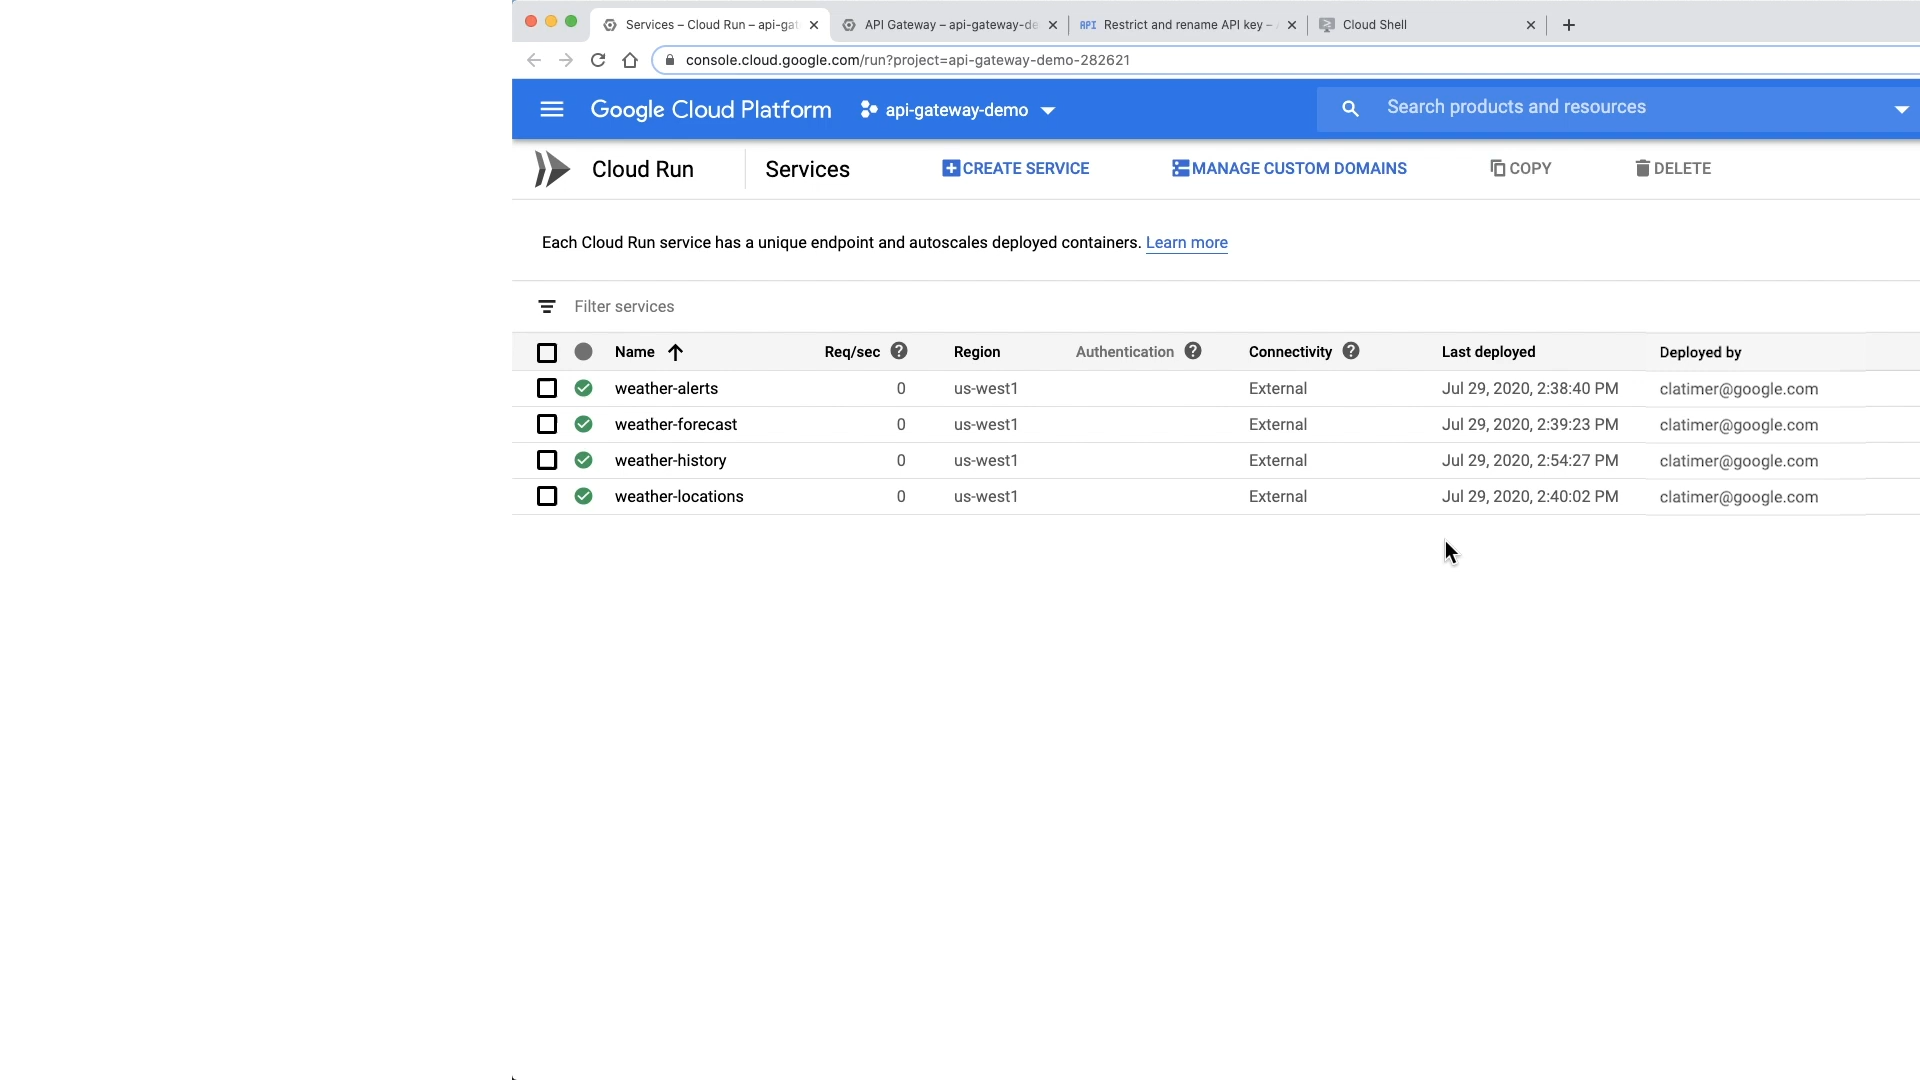 Services – Cloud Run – api-gat
API Gateway – api-gateway-de
API Restrict and rename API key –
Cloud Shell
console.cloud.google.com/run?project=api-gateway-demo-282621
Google Cloud Platform
api-gateway-demo
Search products and resources
Cloud Run
Services
CREATE SERVICE
MANAGE CUSTOM DOMAINS
COPY
DELETE
Each Cloud Run service has a unique endpoint and autoscales deployed containers. Learn more
Filter services
Name Req/sec Region Authentication Connectivity Last deployed Deployed by
weather-alerts 0 us-west1 External Jul 29, 2020, 2:38:40 PM clatimer@google.com
weather-forecast 0 us-west1 External Jul 29, 2020, 2:39:23 PM clatimer@google.com
weather-history 0 us-west1 External Jul 29, 2020, 2:54:27 PM clatimer@google.com
weather-locations 0 us-west1 External Jul 29, 2020, 2:40:02 PM clatimer@google.com